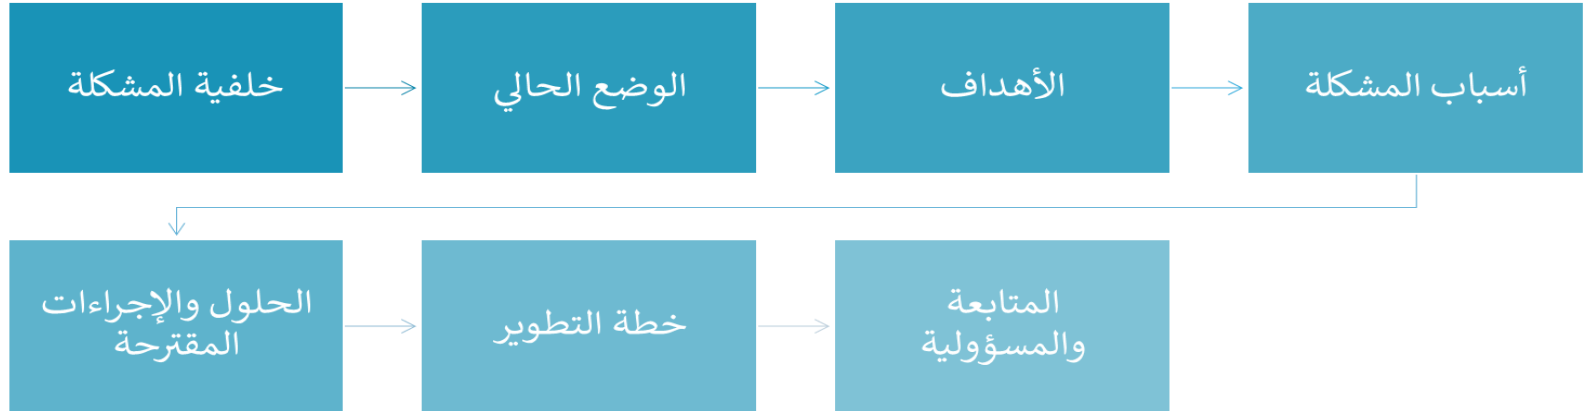 خلفية المشكلة
الوضع الحالي
الأهداف
أسباب المشكلة
الحلول والإجراءات
المقترحة
خطة التطوير
المتابعة
والمسؤولية